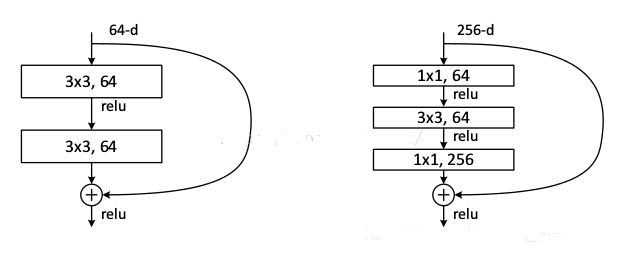 64-d
3x3, 64
relu
3x3, 64
+
relu
256-d
1x1, 64
relu
3x3, 64
relu
1x1, 256
+
relu